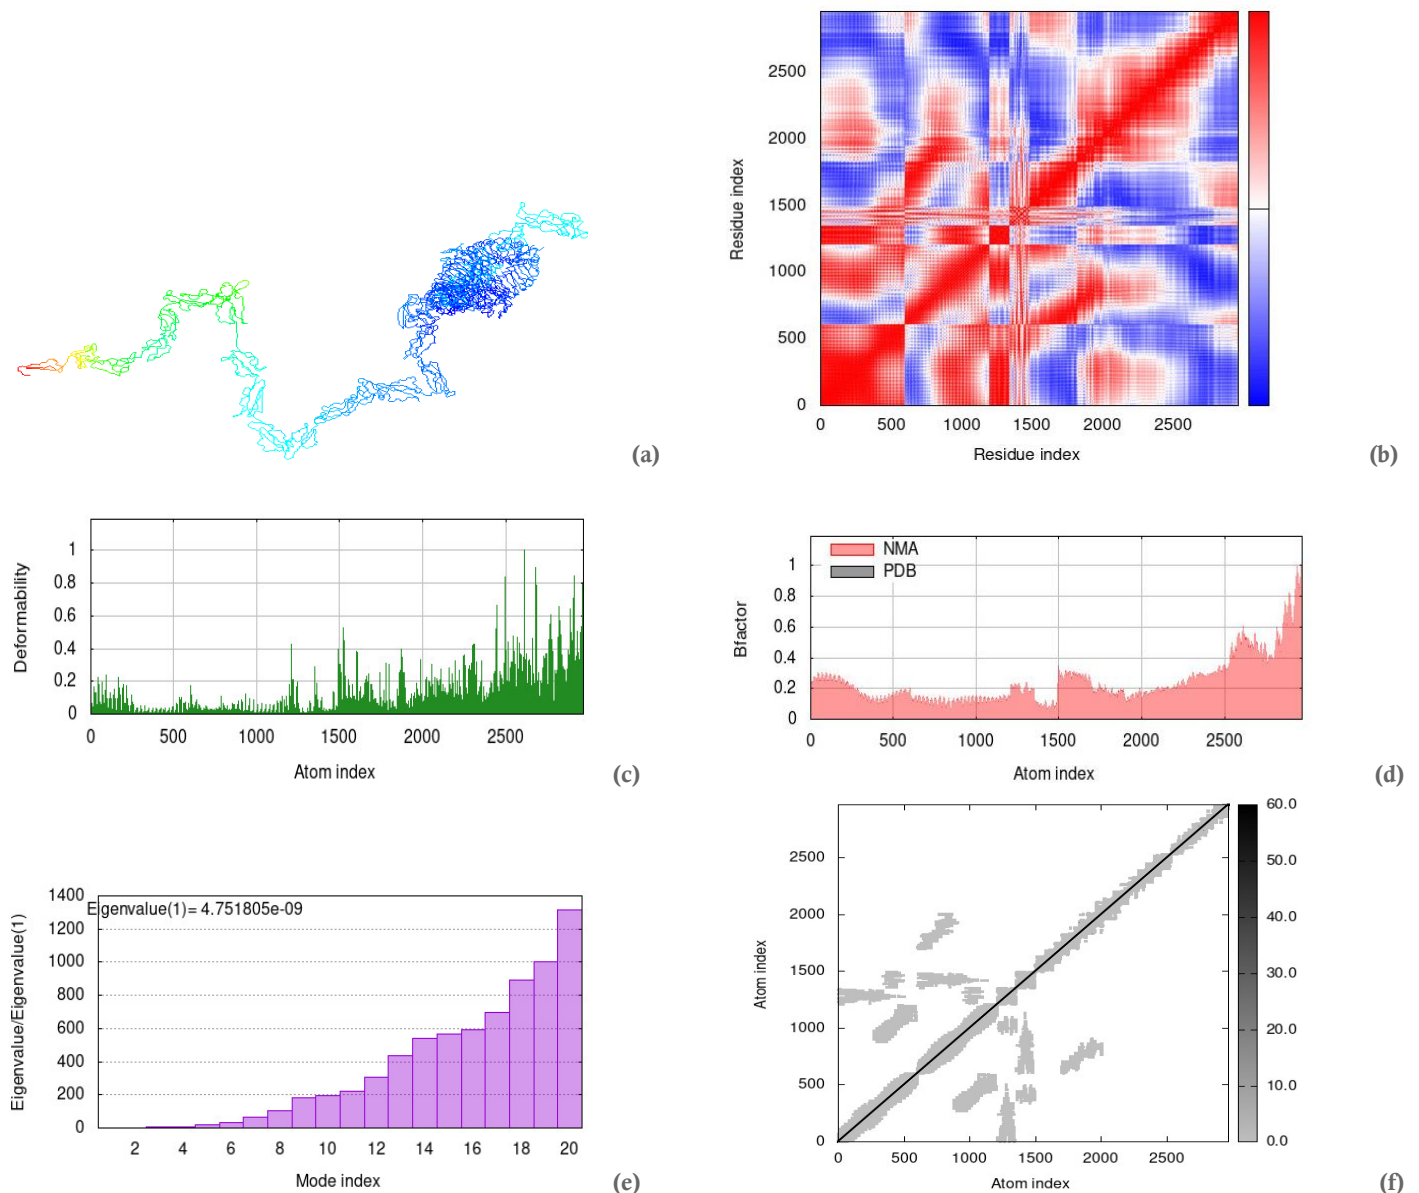 (a)
Residue index
2500
2000
1500
1000
500
0
0 500 1000 1500 2000 2500
Residue index
(b)
Deformability
1
0.8
0.6
0.4
0.2
0
0 500 1000 1500 2000 2500
Atom index
(c)
Bfactor
NMA
PDB
1
0.8
0.6
0.4
0.2
0
0 500 1000 1500 2000 2500
Atom index
(d)
Eigenvalue/Eigenvalue(1)
Eigenvalue(1)= 4.751805e-09
1400
1200
1000
800
600
400
200
0
2 4 6 8 10 12 14 16 18 20
Mode index
(e)
Atom index
2500
2000
1500
1000
500
0
0 500 1000 1500 2000 2500
Atom index
60.0
50.0
40.0
30.0
20.0
10.0
0.0
(f)